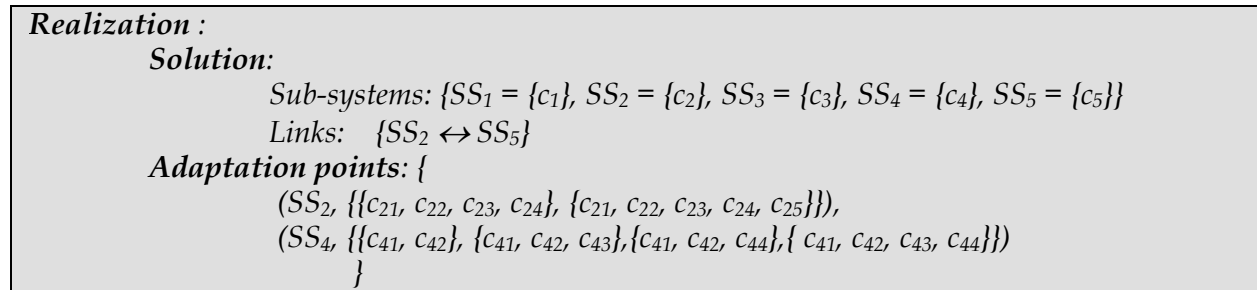 Realization :
Solution:
Sub-systems: {SS1 = {c1}, SS2 = {c2}, SS3 = {c3}, SS4 = {c4}, SS5 = {c5}}
Links: {SS2 ↔ SS5}
Adaptation points: {
(SS2, {{c21, c22, c23, c24}, {c21, c22, c23, c24, c25}}),
(SS4, {{c41, c42}, {c41, c42, c43},{c41, c42, c44},{ c41, c42, c43, c44}})
}